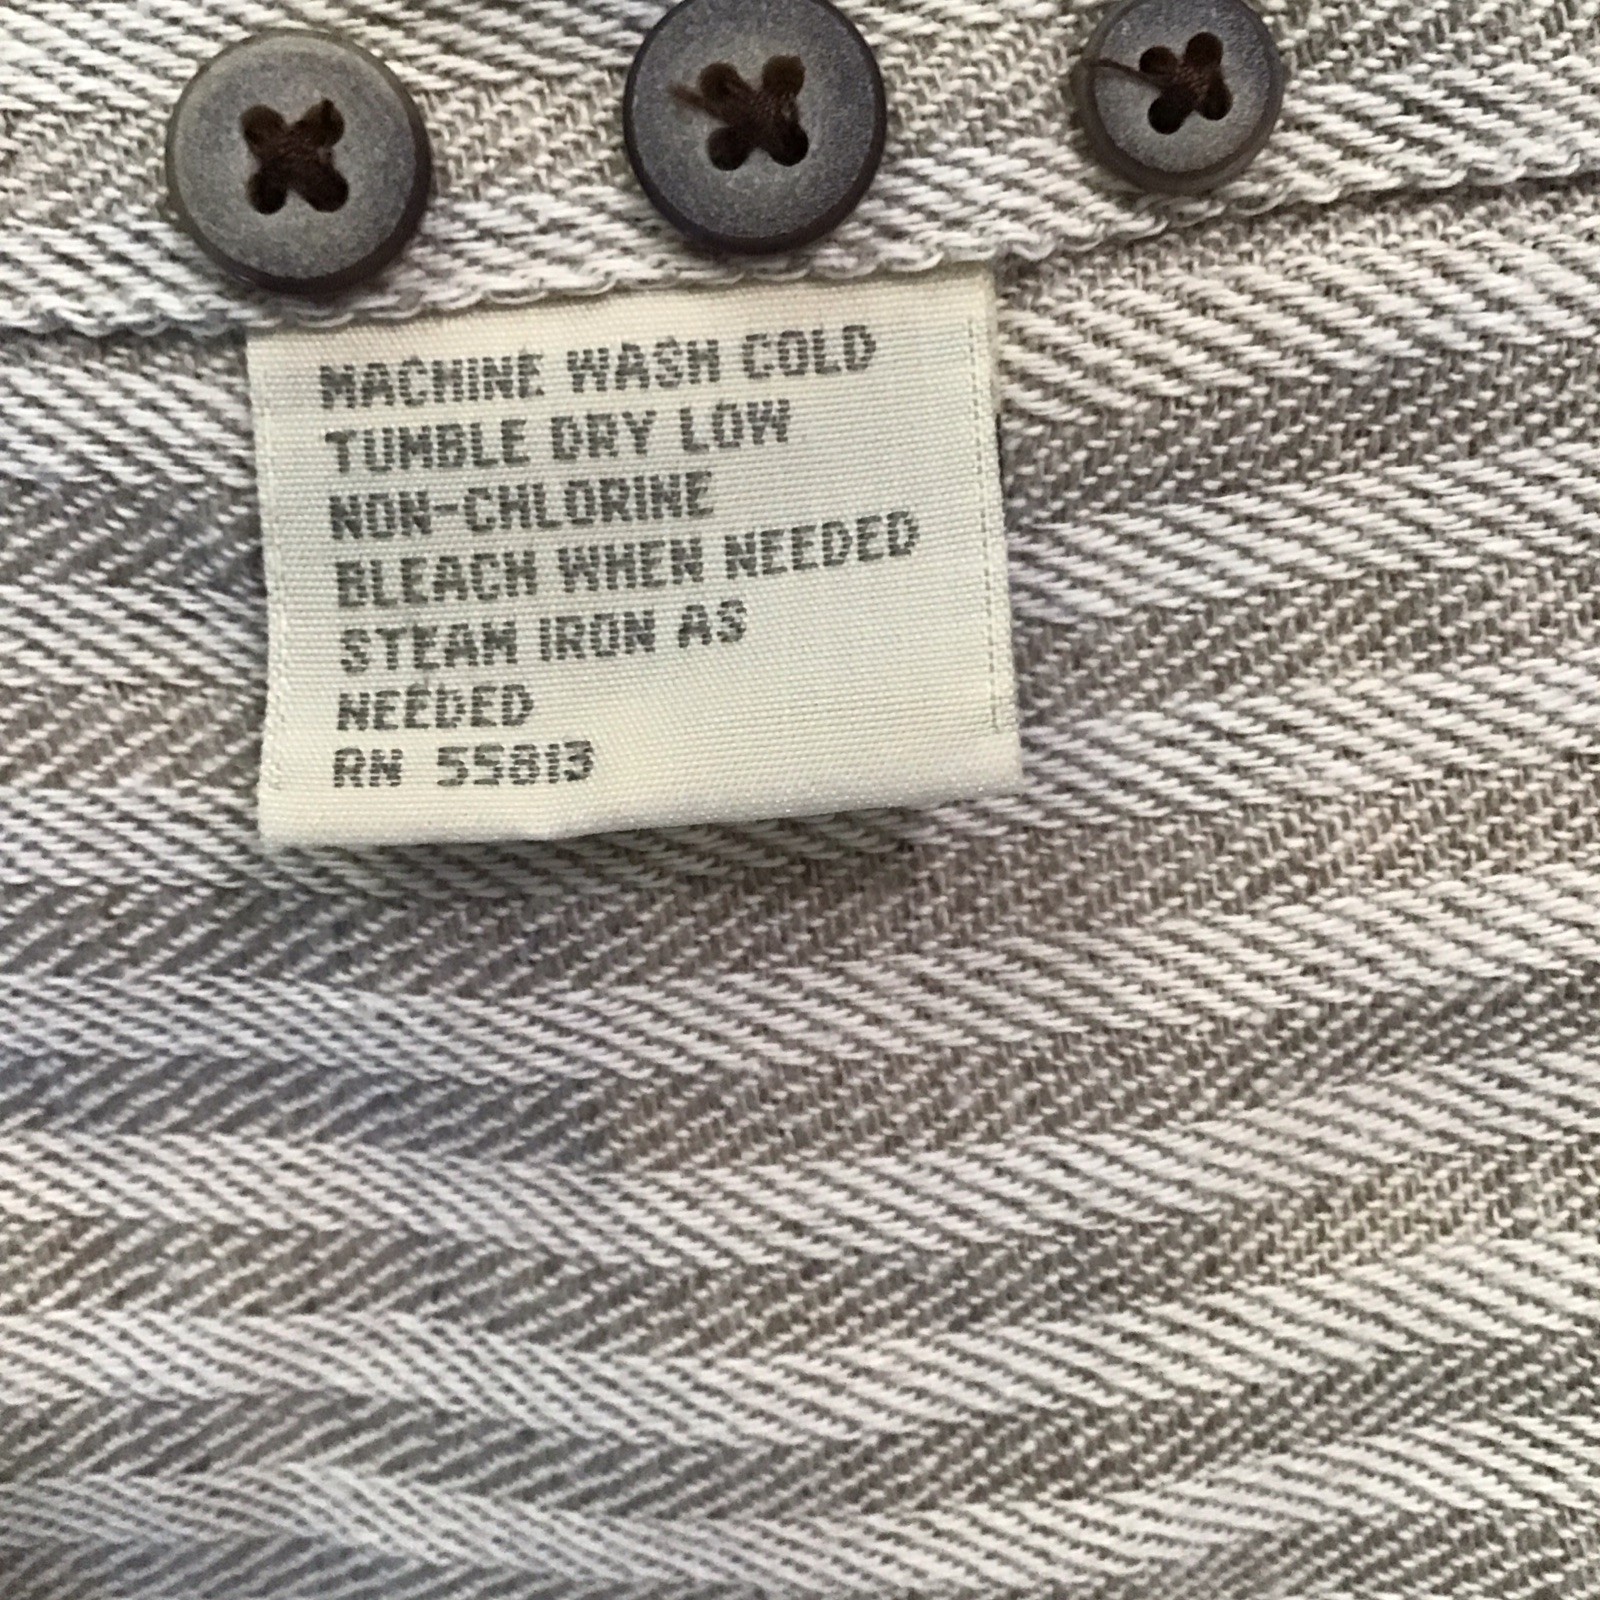 MACHINE WASH COLD
TUMBLE DRY LOW
NON-CHLORINE
BLEACH WHEN NEEDED
STEAM IRON AS
NEEDED
RN 55813